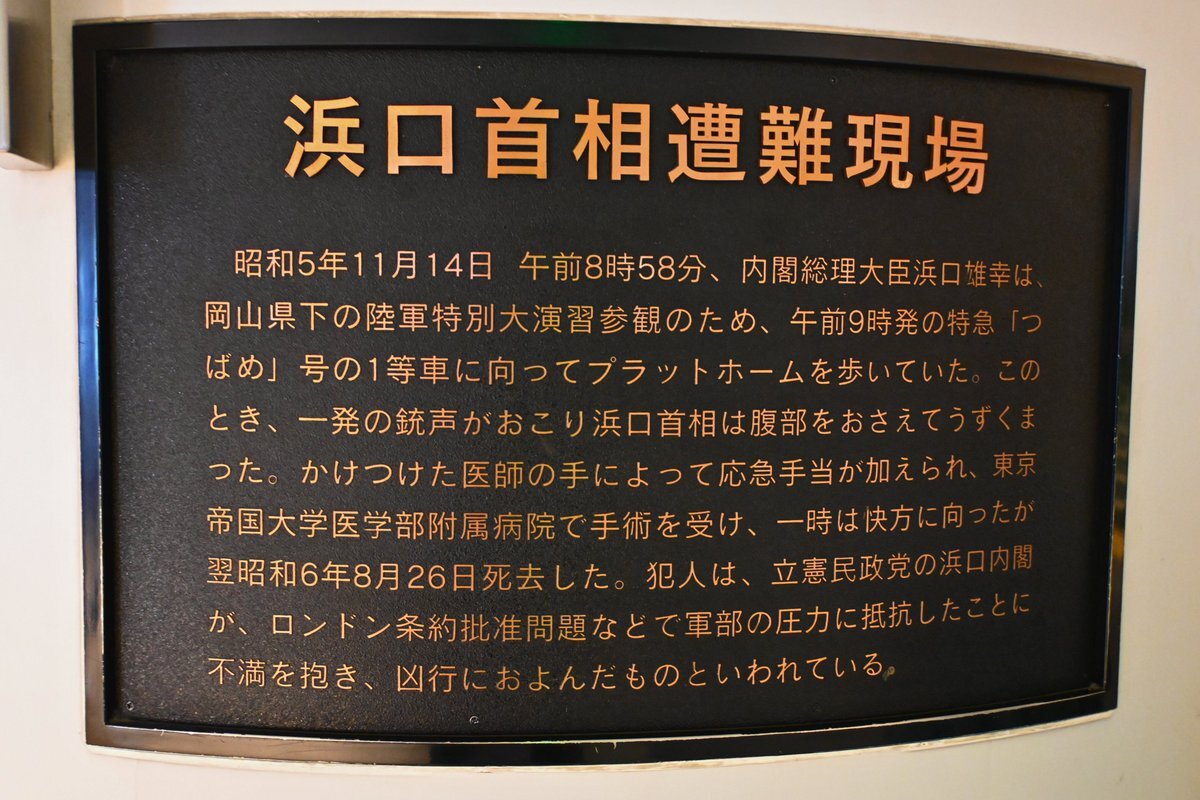 浜口首相遭難現場
昭和5年11月14日 午前8時58分、内閣総理大臣浜口雄幸は、
岡山県下の陸軍特別大演習参観のため、午前9時発の特急「つ
ばめ」号の1等車に向ってプラットホームを歩いていた。この
とき、一発の銃声がおこり浜口首相は腹部をおさえてうずくま
った。かけつけた医師の手によって応急手当が加えられ、東京
帝国大学医学部附属病院で手術を受け、一時は快方に向ったが
翌昭和6年8月26日死去した。犯人は、立憲民政党の浜口内閣
が、ロンドン条約批准問題などで軍部の圧力に抵抗したことに
不満を抱き、凶行におよんだものといわれている。